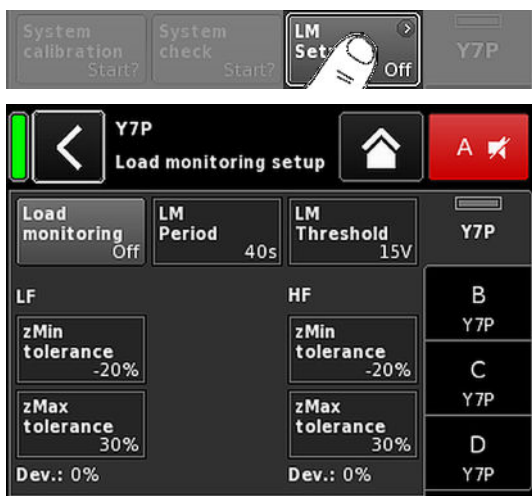 System calibration Start?
System check Start?
LM Set Off
Y7P
Y7P
Load monitoring setup
A
Load monitoring Off
LM Period 40s
LM Threshold 15V
Y7P
LF
HF
B
Y7P
zMin tolerance -20%
zMin tolerance -20%
C
Y7P
zMax tolerance 30%
zMax tolerance 30%
D
Y7P
Dev.: 0%
Dev.: 0%